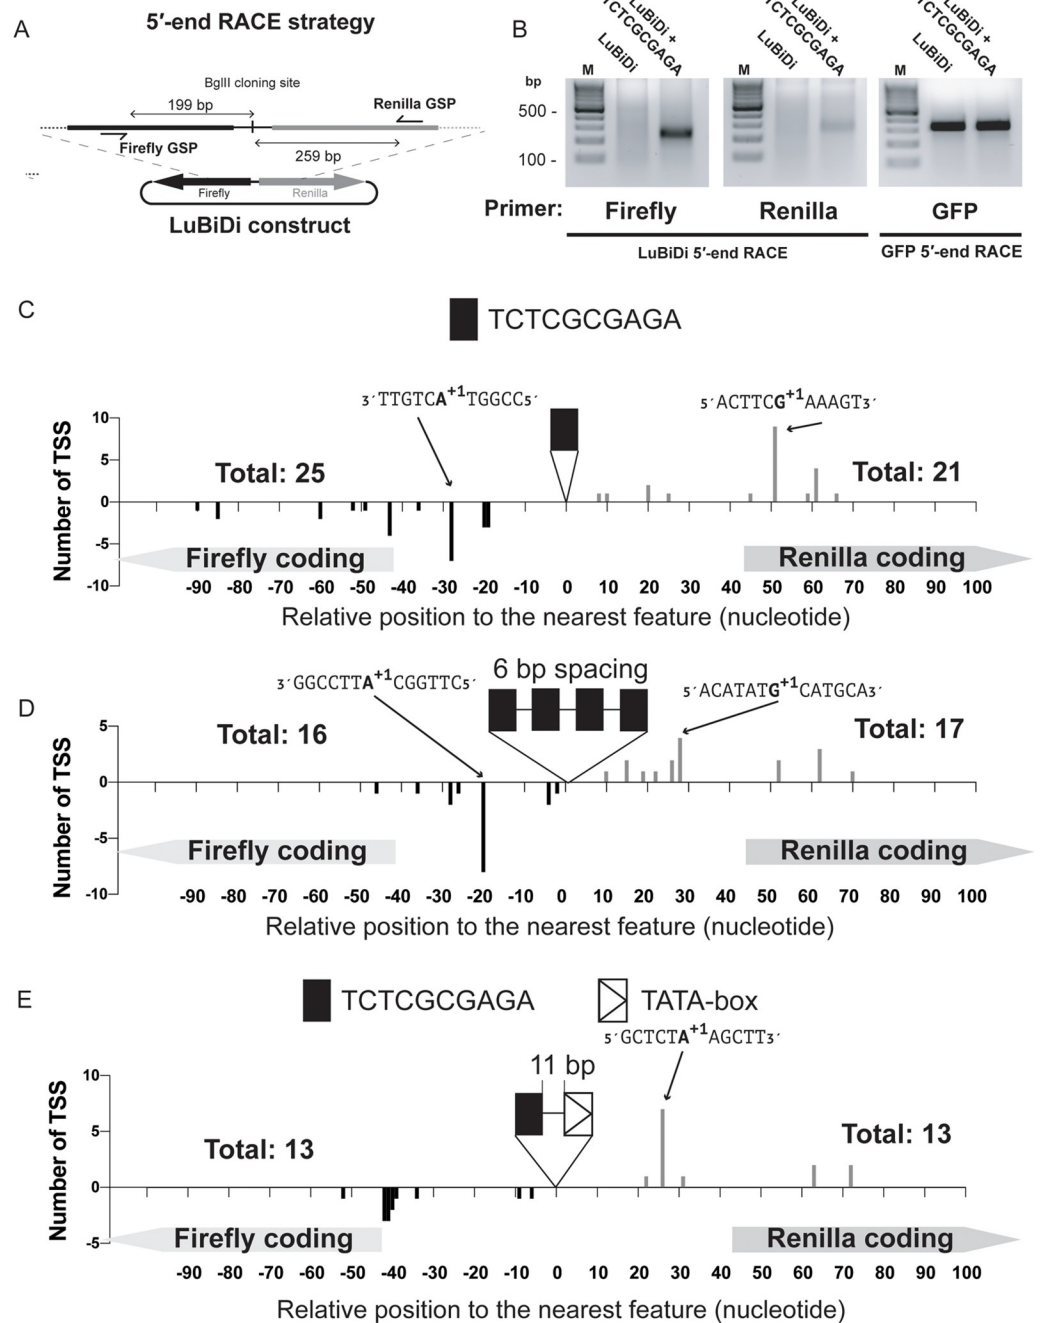 A
5′-end RACE strategy
BglII cloning site
199 bp
Renilla GSP
Firefly GSP
259 bp
Firefly
Renilla
LuBiDi construct
B
LuBiDi
LuBiDi +
TCTCGCGAGA
LuBiDi
LuBiDi +
TCTCGCGAGA
LuBiDi
LuBiDi +
TCTCGCGAGA
M
M
M
bp
500 -
100 -
Primer:
Firefly
Renilla
GFP
LuBiDi 5′-end RACE
GFP 5′-end RACE
C
TCTCGCGAGA
3′TTGTCA+1TGGCC5′
5′ACTTCG+1AAAGT3′
Number of TSS
10
5
0
-5
-10
Total: 25
Total: 21
Firefly coding
Renilla coding
-90 -80 -70 -60 -50 -40 -30 -20 -10 0 10 20 30 40 50 60 70 80 90 100
Relative position to the nearest feature (nucleotide)
D
6 bp spacing
3′GGCCTTA+1CGGTTC5′
5′ACATATG+1CATGCA3′
Number of TSS
5
0
-5
-10
Total: 16
Total: 17
Firefly coding
Renilla coding
-90 -80 -70 -60 -50 -40 -30 -20 -10 0 10 20 30 40 50 60 70 80 90 100
Relative position to the nearest feature (nucleotide)
E
TCTCGCGAGA
TATA-box
5′GCTCTA+1AGCTT3′
11 bp
Number of TSS
10
5
0
-5
Total: 13
Total: 13
Firefly coding
Renilla coding
-90 -80 -70 -60 -50 -40 -30 -20 -10 0 10 20 30 40 50 60 70 80 90 100
Relative position to the nearest feature (nucleotide)